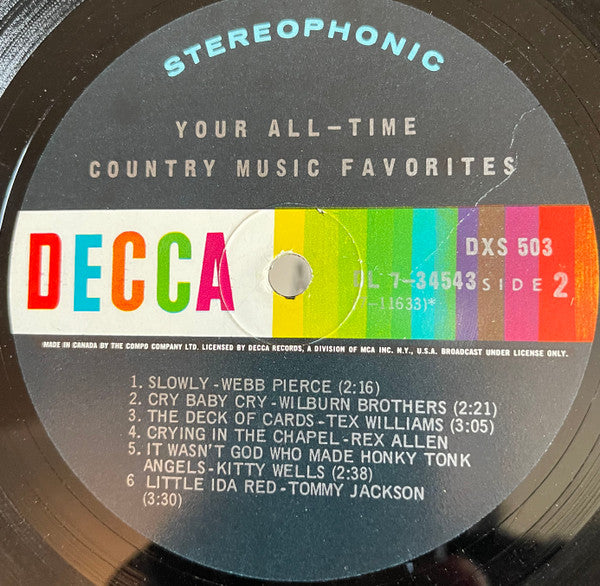 STEREOPHONIC
YOUR ALL-TIME
COUNTRY MUSIC FAVORITES
DECCA
DXS 503
DL 7-34543 SIDE 2
-11633)*
MADE IN CANADA BY THE COMPO COMPANY LTD. LICENSED BY DECCA RECORDS, A DIVISION OF MCA INC. N.Y., U.S.A. BROADCAST UNDER LICENSE ONLY.
1. SLOWLY-WEBB PIERCE (2:16)
2. CRY BABY CRY-WILBURN BROTHERS (2:21)
3. THE DECK OF CARDS-TEX WILLIAMS (3:05)
4. CRYING IN THE CHAPEL-REX ALLEN
5. IT WASN'T GOD WHO MADE HONKY TONK
ANGELS-KITTY WELLS (2:38)
6 LITTLE IDA RED-TOMMY JACKSON
(3:30)